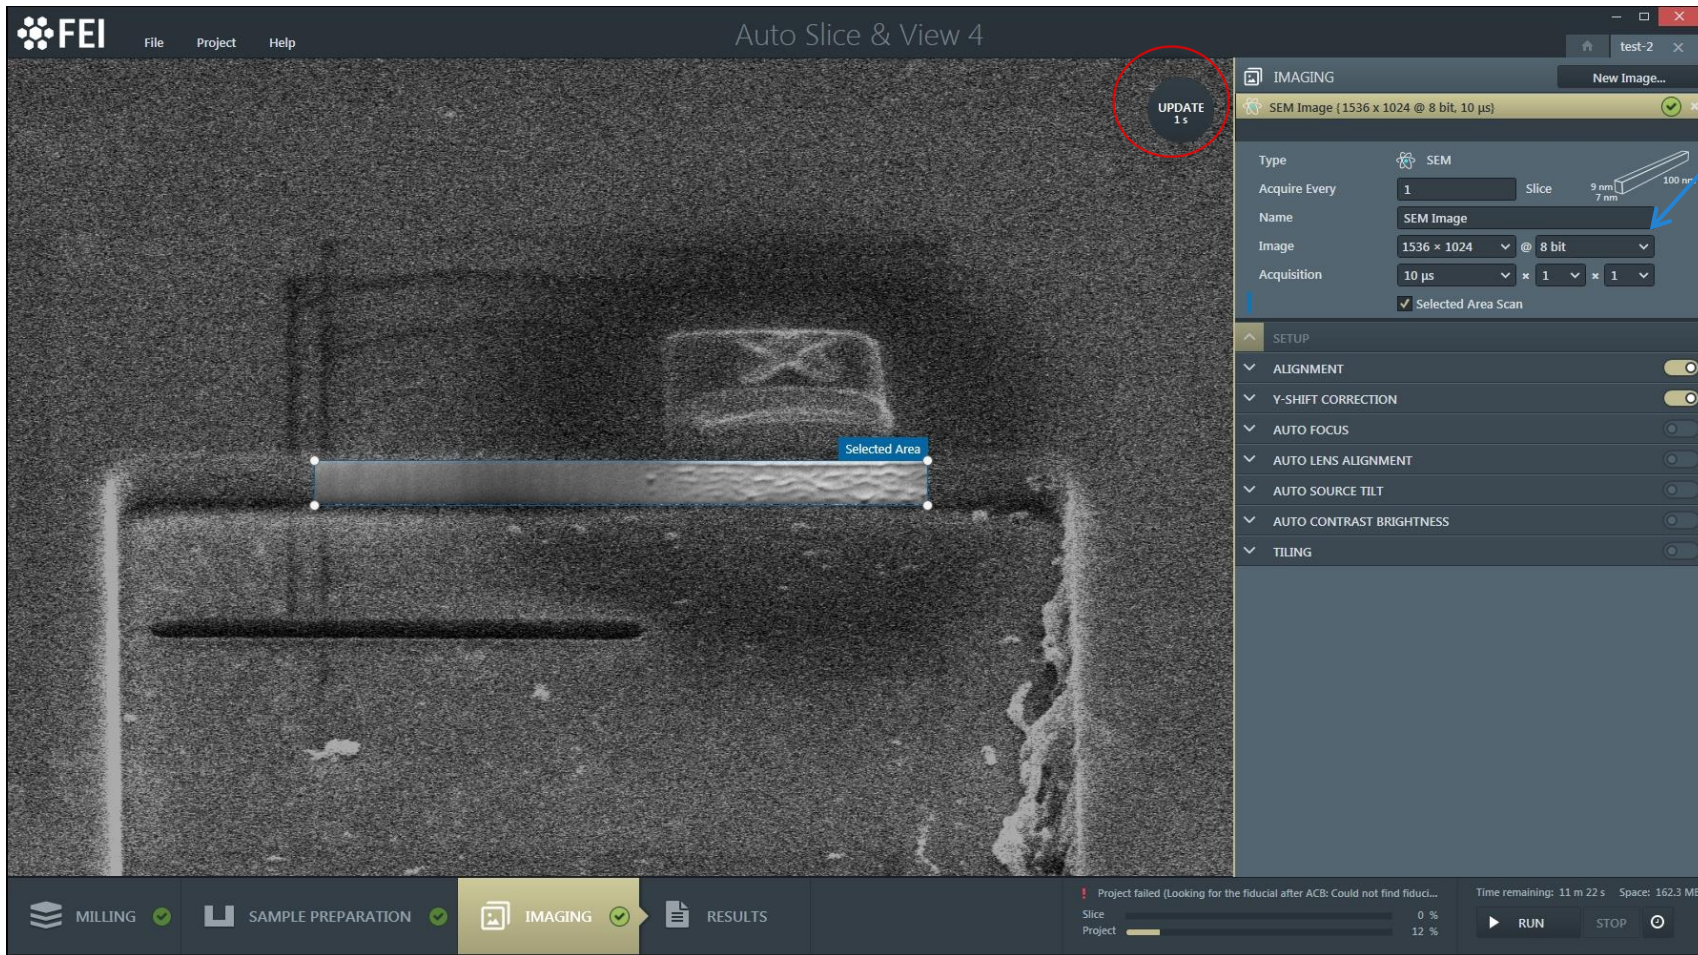 FEI
File Project Help
Auto Slice & View 4
test-2
UPDATE
1 s
IMAGING
New Image...
SEM Image {1536 x 1024 @ 8 bit, 10 µs}
Type SEM
Acquire Every 1 Slice
9 nm
7 nm
100 nm
Name SEM Image
Image 1536 × 1024 @ 8 bit
Acquisition 10 µs × 1 × 1
Selected Area Scan
SETUP
ALIGNMENT
Y-SHIFT CORRECTION
AUTO FOCUS
AUTO LENS ALIGNMENT
AUTO SOURCE TILT
AUTO CONTRAST BRIGHTNESS
TILING
Selected Area
MILLING
SAMPLE PREPARATION
IMAGING
RESULTS
! Project failed (Looking for the fiducial after ACB: Could not find fiduci...
Slice 0 %
Project 12 %
Time remaining: 11 m 22 s Space: 162.3 MB
RUN STOP